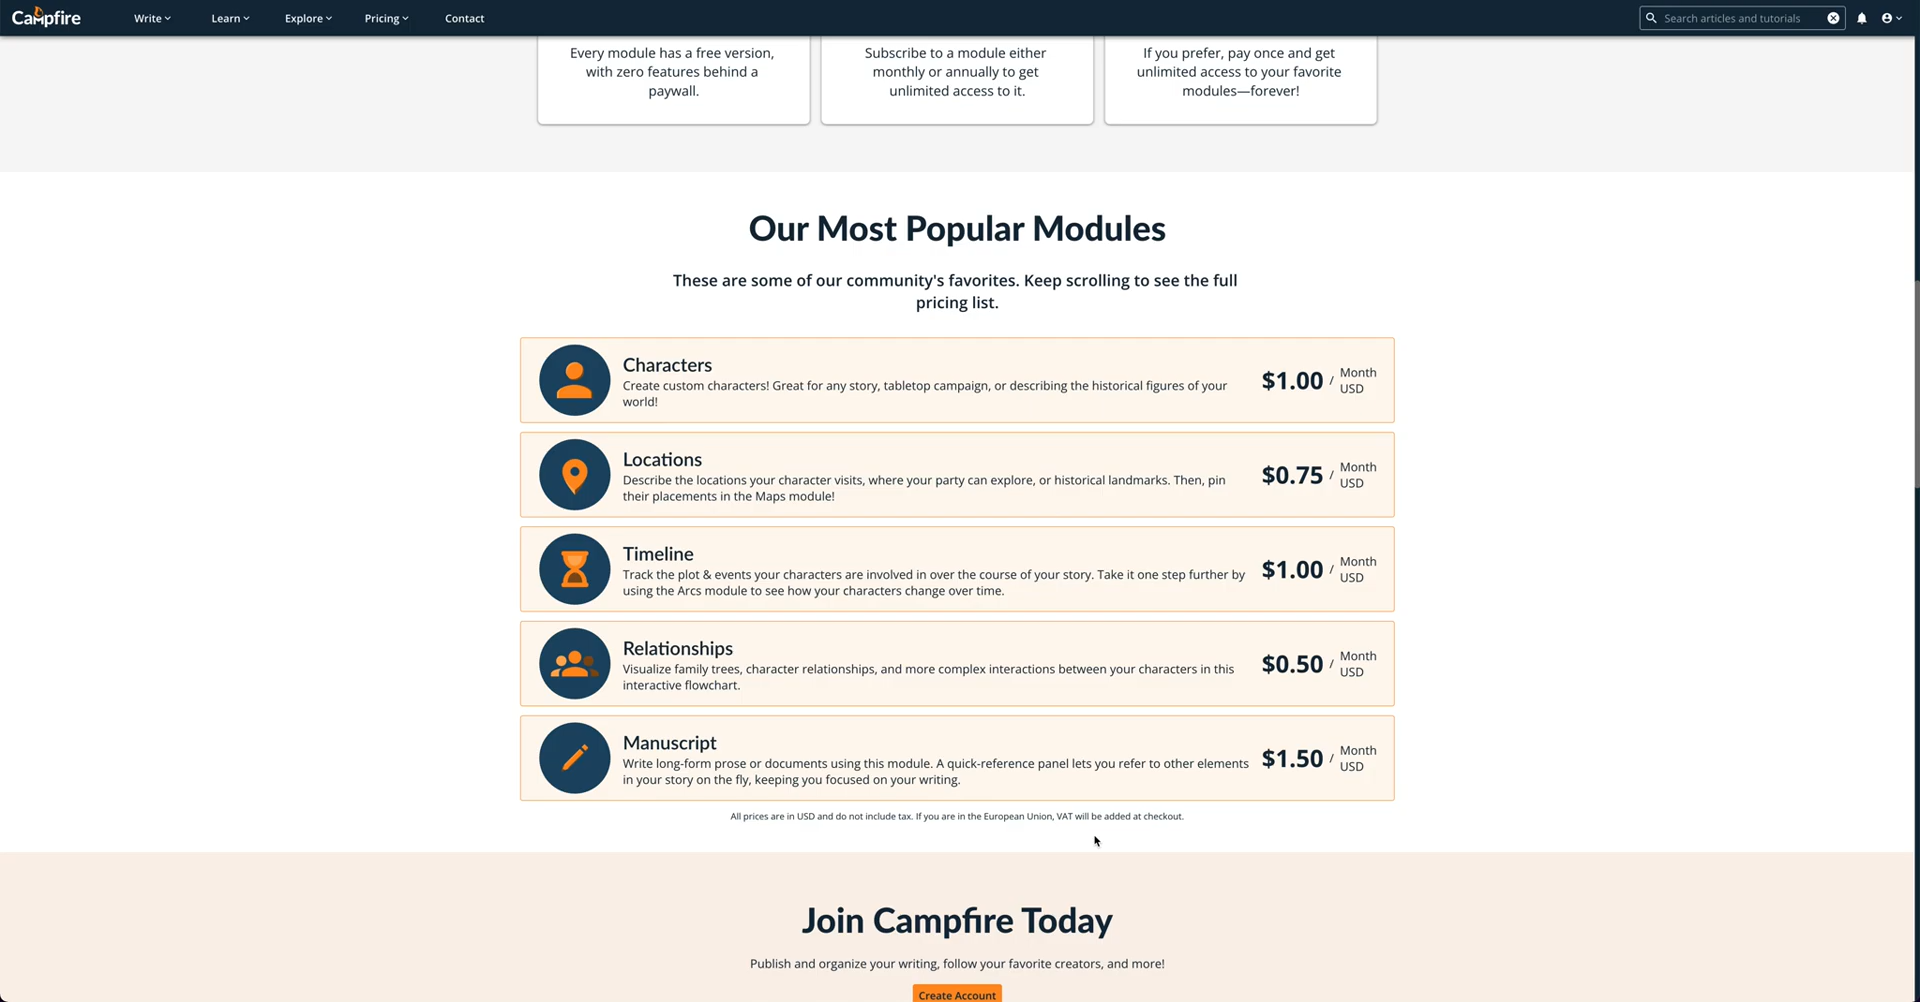 Campfire
Write
Learn
Explore
Pricing
Contact
Search articles and tutorials
Every module has a free version,
with zero features behind a
paywall.
Subscribe to a module either
monthly or annually to get
unlimited access to it.
If you prefer, pay once and get
unlimited access to your favorite
modules—forever!
Our Most Popular Modules
These are some of our community's favorites. Keep scrolling to see the full
pricing list.
Characters
Create custom characters! Great for any story, tabletop campaign, or describing the historical figures of your
world!
$1.00 / Month
USD
Locations
Describe the locations your character visits, where your party can explore, or historical landmarks. Then, pin
their placements in the Maps module!
$0.75 / Month
USD
Timeline
Track the plot & events your characters are involved in over the course of your story. Take it one step further by
using the Arcs module to see how your characters change over time.
$1.00 / Month
USD
Relationships
Visualize family trees, character relationships, and more complex interactions between your characters in this
interactive flowchart.
$0.50 / Month
USD
Manuscript
Write long-form prose or documents using this module. A quick-reference panel lets you refer to other elements
in your story on the fly, keeping you focused on your writing.
$1.50 / Month
USD
All prices are in USD and do not include tax. If you are in the European Union, VAT will be added at checkout.
Join Campfire Today
Publish and organize your writing, follow your favorite creators, and more!
Create Account